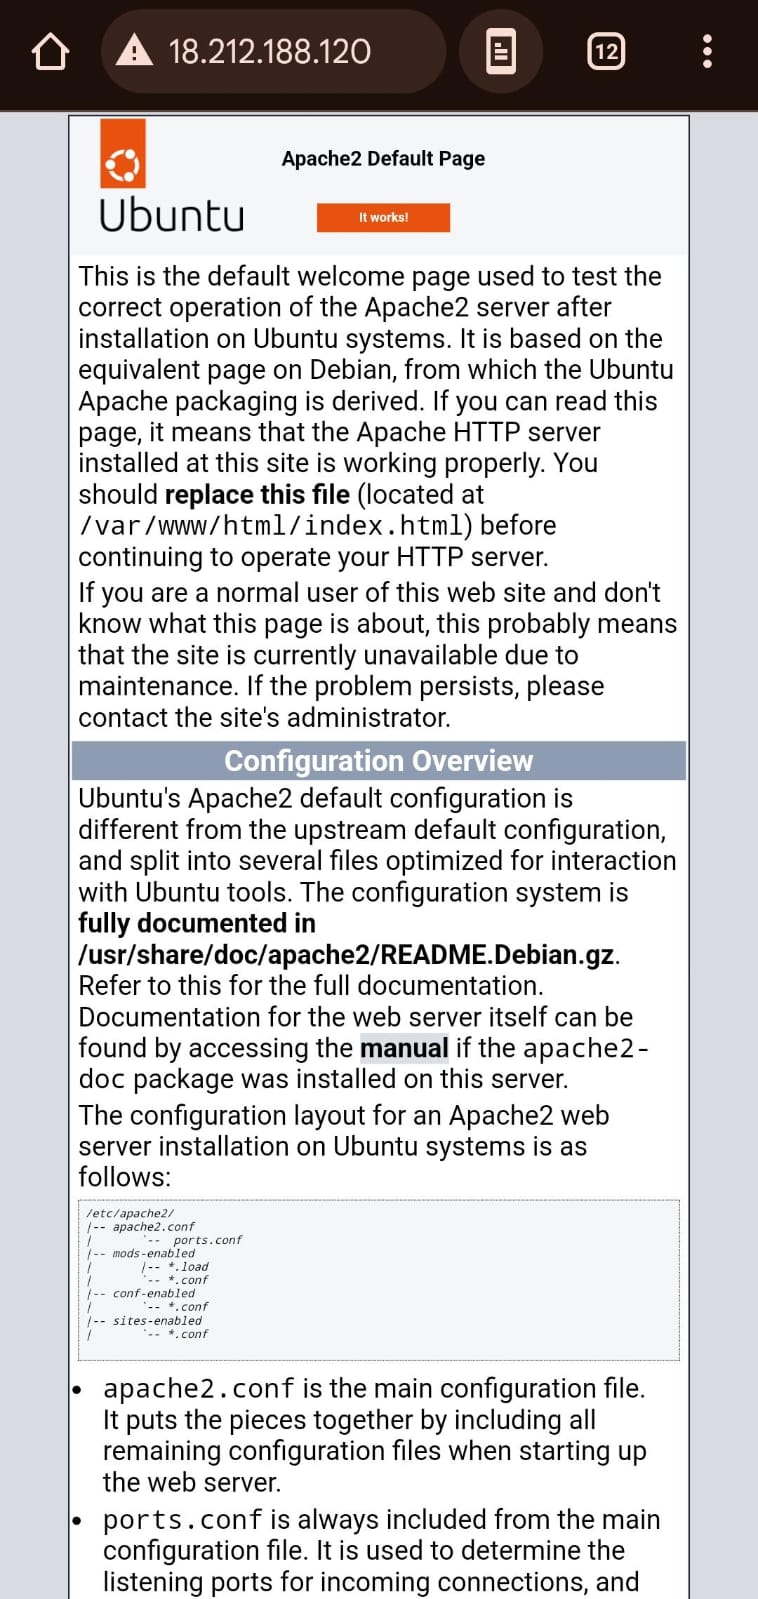 18.212.188.120
12
Apache2 Default Page
Ubuntu
It works!
This is the default welcome page used to test the
correct operation of the Apache2 server after
installation on Ubuntu systems. It is based on the
equivalent page on Debian, from which the Ubuntu
Apache packaging is derived. If you can read this
page, it means that the Apache HTTP server
installed at this site is working properly. You
should replace this file (located at
/var/www/html/index.html) before
continuing to operate your HTTP server.
If you are a normal user of this web site and don't
know what this page is about, this probably means
that the site is currently unavailable due to
maintenance. If the problem persists, please
contact the site's administrator.
Configuration Overview
Ubuntu's Apache2 default configuration is
different from the upstream default configuration,
and split into several files optimized for interaction
with Ubuntu tools. The configuration system is
fully documented in
/usr/share/doc/apache2/README.Debian.gz.
Refer to this for the full documentation.
Documentation for the web server itself can be
found by accessing the manual if the apache2-
doc package was installed on this server.
The configuration layout for an Apache2 web
server installation on Ubuntu systems is as
follows:
/etc/apache2/
|-- apache2.conf
|       `--  ports.conf
|-- mods-enabled
|       |-- *.load
|       `-- *.conf
|-- conf-enabled
|       `-- *.conf
|-- sites-enabled
|       `-- *.conf
• apache2.conf is the main configuration file.
It puts the pieces together by including all
remaining configuration files when starting up
the web server.
• ports.conf is always included from the main
configuration file. It is used to determine the
listening ports for incoming connections, and